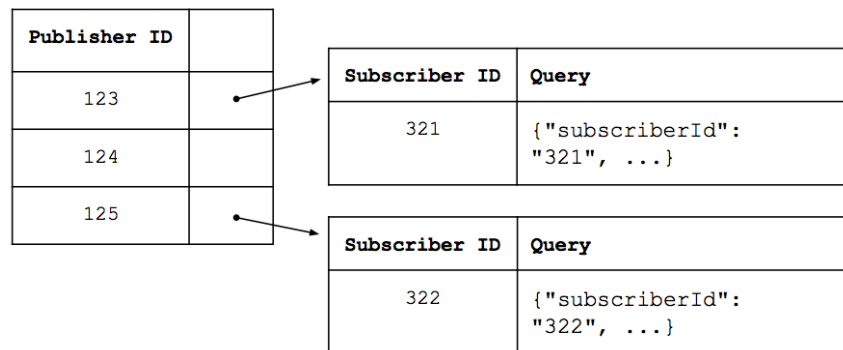 Publisher ID
123
124
125
Subscriber ID Query
321 {"subscriberId":
"321", ...}
Subscriber ID Query
322 {"subscriberId":
"322", ...}